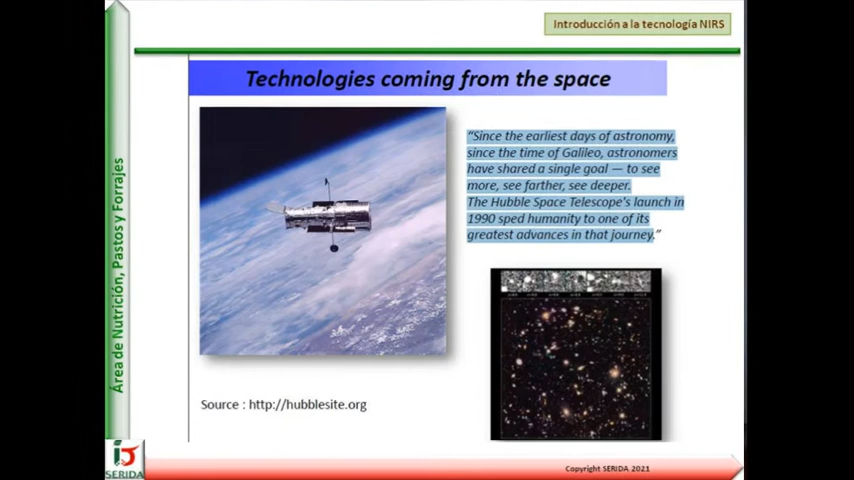 Introducción a la tecnología NIRS
Technologies coming from the space
“Since the earliest days of astronomy,
since the time of Galileo, astronomers
have shared a single goal — to see
more, see farther, see deeper.
The Hubble Space Telescope's launch in
1990 sped humanity to one of its
greatest advances in that journey.”
Source : http://hubblesite.org
Área de Nutrición, Pastos y Forrajes
SERIDA
Copyright SERIDA 2021